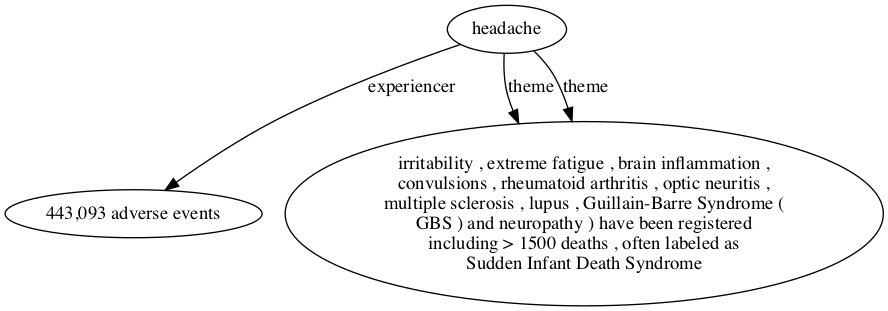 headache
experiencer
theme
theme
443,093 adverse events
irritability , extreme fatigue , brain inflammation ,
convulsions , rheumatoid arthritis , optic neuritis ,
multiple sclerosis , lupus , Guillain-Barre Syndrome (
GBS ) and neuropathy ) have been registered
including > 1500 deaths , often labeled as
Sudden Infant Death Syndrome